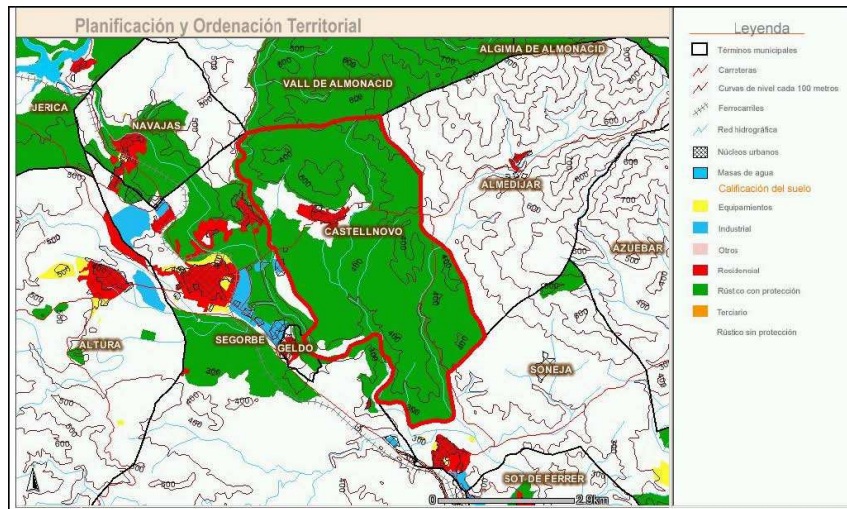 Planificación y Ordenación Territorial
ALGIMIA DE ALMONACID
VALL DE ALMONACID
JERICA
NAVAJAS
ALMEDIJAR
CASTELLNOVO
AZUEBAR
SEGORBE
GELDO
ALTURA
SONEJA
SOT DE FERRER
0 2.9km
Leyenda
Términos municipales
Carreteras
Curvas de nivel cada 100 metros
Ferrocarriles
Red hidrográfica
Núcleos urbanos
Masas de agua
Calificación del suelo
Equipamientos
Industrial
Otros
Residencial
Rústico con protección
Terciario
Rústico sin protección